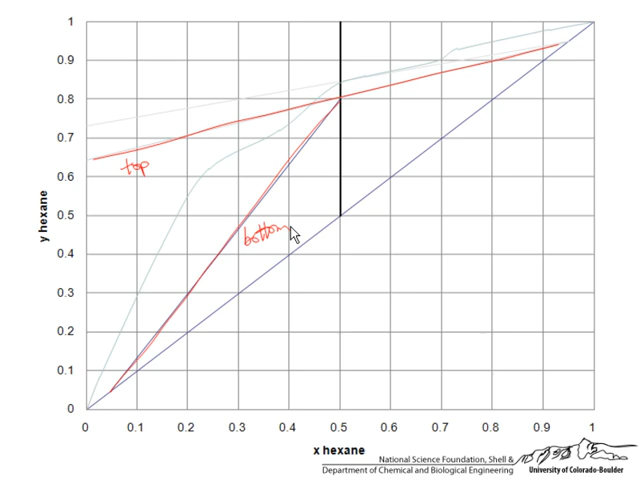 1
0.9
0.8
0.7
0.6
0.5
0.4
0.3
0.2
0.1
0
y hexane
top
bottom
0 0.1 0.2 0.3 0.4 0.5 0.6 0.7 0.8 0.9 1
x hexane
National Science Foundation, Shell &
Department of Chemical and Biological Engineering
University of Colorado-Boulder